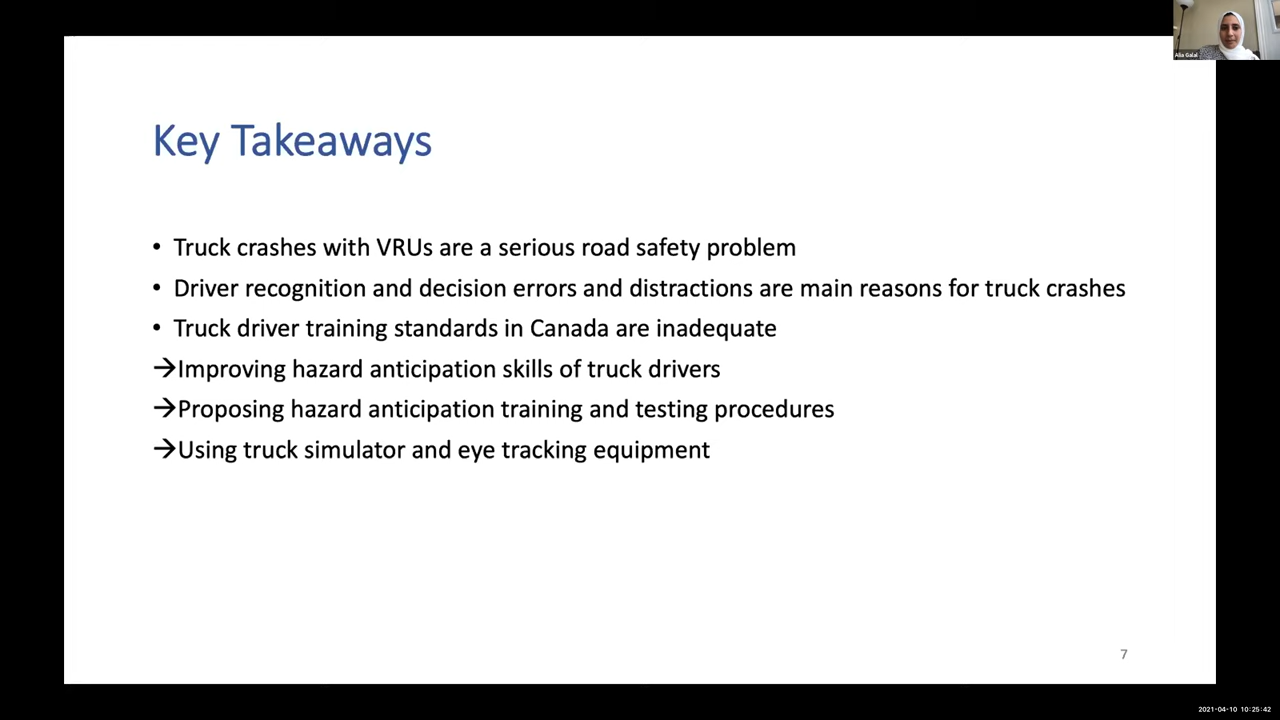 Alia Galal
Key Takeaways
• Truck crashes with VRUs are a serious road safety problem
• Driver recognition and decision errors and distractions are main reasons for truck crashes
• Truck driver training standards in Canada are inadequate
→Improving hazard anticipation skills of truck drivers
→Proposing hazard anticipation training and testing procedures
→Using truck simulator and eye tracking equipment
7
2021-04-10 10:25:42